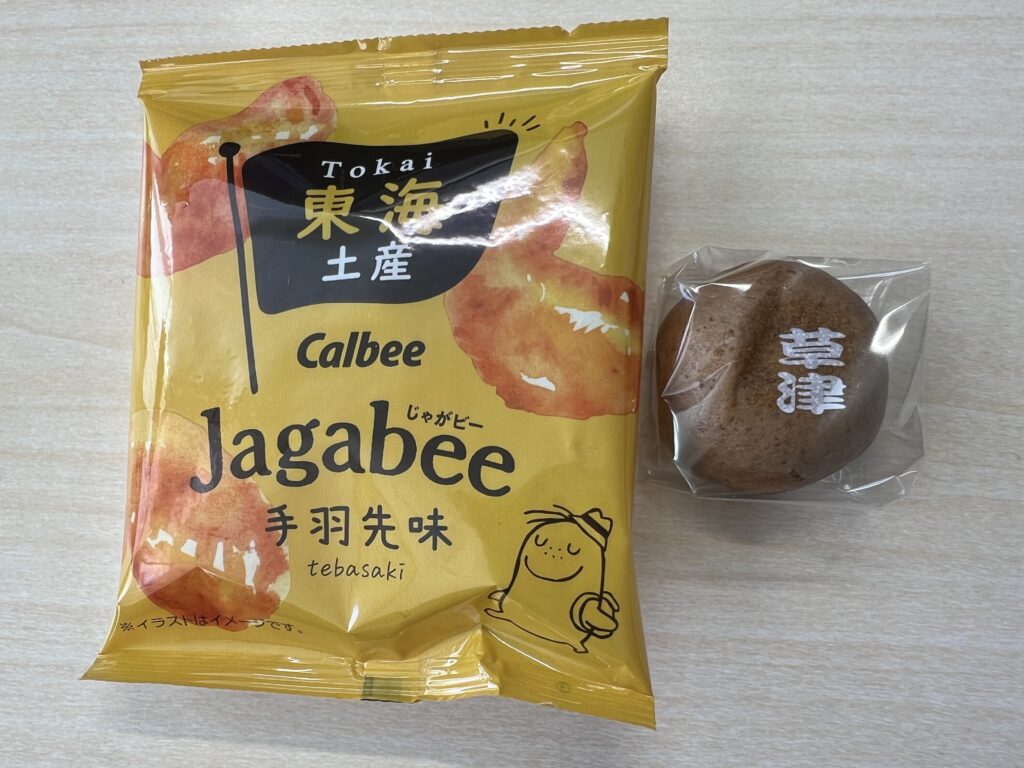 Tokai
東海
土産
Calbee
じゃがビー
Jagabee
手羽先味
tebasaki
※イラストはイメージです。
草津